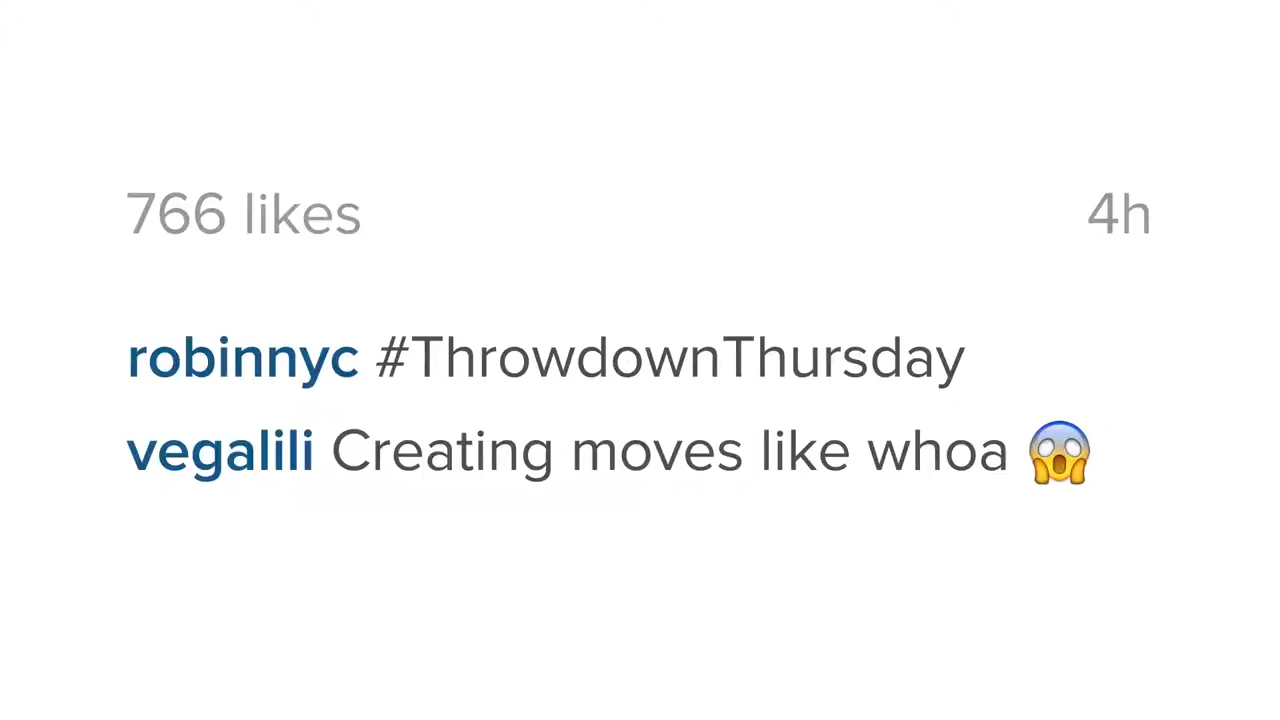 766 likes 4h
robinnyc #ThrowdownThursday
vegalili Creating moves like whoa 😱